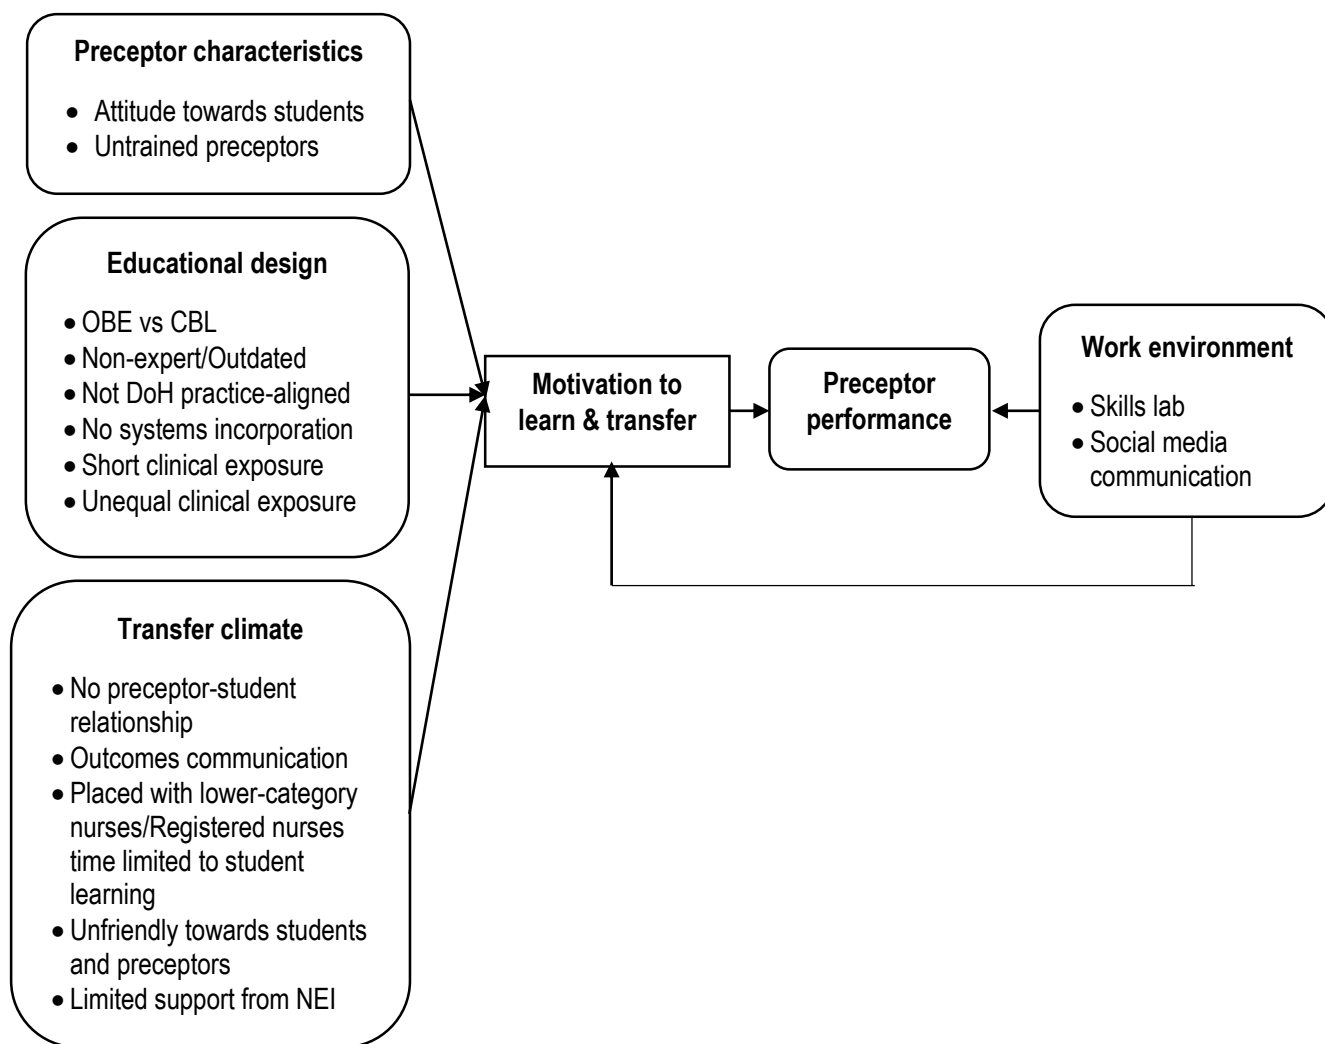 Preceptor characteristics
• Attitude towards students
• Untrained preceptors
Educational design
• OBE vs CBL
• Non-expert/Outdated
• Not DoH practice-aligned
• No systems incorporation
• Short clinical exposure
• Unequal clinical exposure
Transfer climate
• No preceptor-student
relationship
• Outcomes communication
• Placed with lower-category
nurses/Registered nurses
time limited to student
learning
• Unfriendly towards students
and preceptors
• Limited support from NEI
Motivation to
learn & transfer
Preceptor
performance
Work environment
• Skills lab
• Social media
communication